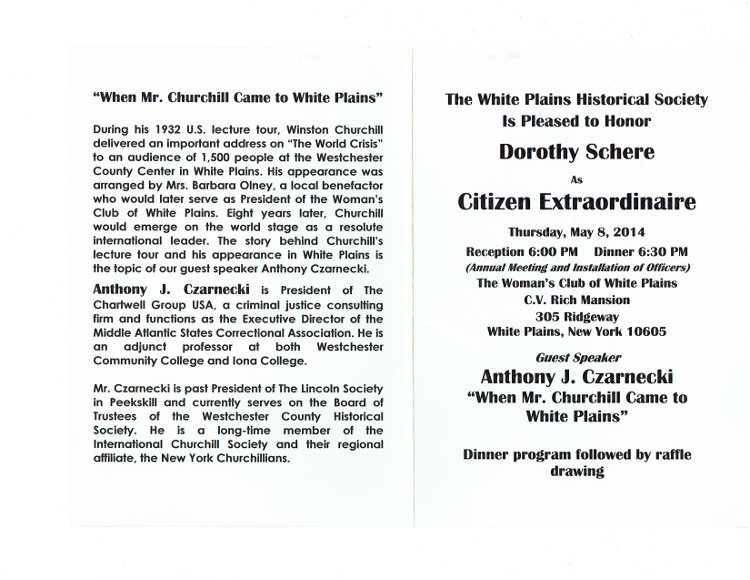 “When Mr. Churchill Came to White Plains”
During his 1932 U.S. lecture tour, Winston Churchill
delivered an important address on “The World Crisis”
to an audience of 1,500 people at the Westchester
County Center in White Plains. His appearance was
arranged by Mrs. Barbara Olney, a local benefactor
who would later serve as President of the Woman's
Club of White Plains. Eight years later, Churchill
would emerge on the world stage as a resolute
international leader. The story behind Churchill's
lecture tour and his appearance in White Plains is
the topic of our guest speaker Anthony Czarnecki.
Anthony J. Czarnecki is President of The
Chartwell Group USA, a criminal justice consulting
firm and functions as the Executive Director of the
Middle Atlantic States Correctional Association. He is
an adjunct professor at both Westchester
Community College and Iona College.
Mr. Czarnecki is past President of The Lincoln Society
in Peekskill and currently serves on the Board of
Trustees of the Westchester County Historical
Society. He is a long-time member of the
International Churchill Society and their regional
affiliate, the New York Churchillians.
The White Plains Historical Society
Is Pleased to Honor
Dorothy Schere
As
Citizen Extraordinaire
Thursday, May 8, 2014
Reception 6:00 PM Dinner 6:30 PM
(Annual Meeting and Installation of Officers)
The Woman's Club of White Plains
C.V. Rich Mansion
305 Ridgeway
White Plains, New York 10605
Guest Speaker
Anthony J. Czarnecki
“When Mr. Churchill Came to
White Plains”
Dinner program followed by raffle
drawing